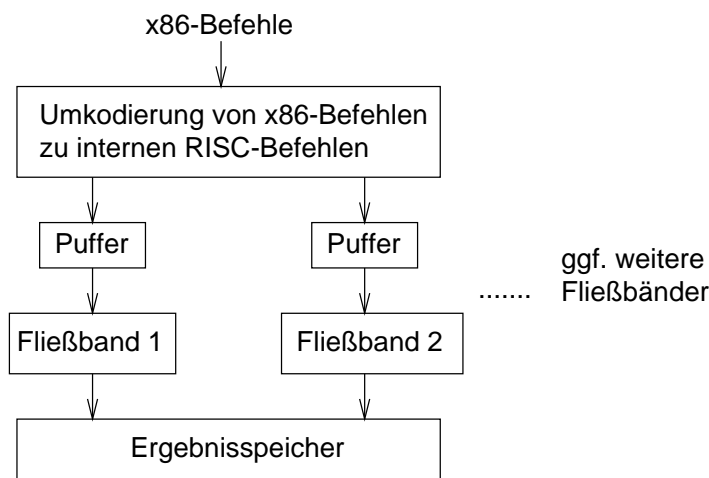 x86-Befehle
Umkodierung von x86-Befehlen
zu internen RISC-Befehlen
Puffer
Puffer
ggf. weitere
.......
Fließbänder
Fließband 1
Fließband 2
Ergebnisspeicher